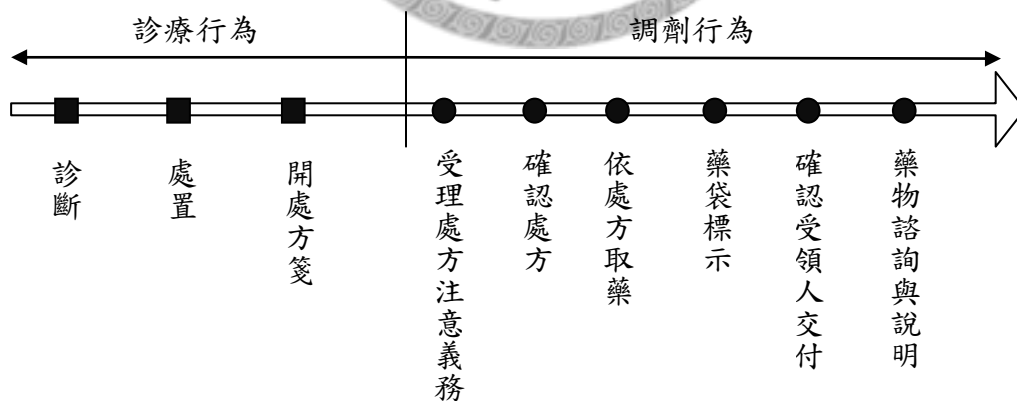 診療行為
調劑行為
診斷
處置
開處方箋
受理處方注意義務
確認處方
依處方取藥
藥袋標示
確認受領人交付
藥物諮詢與說明